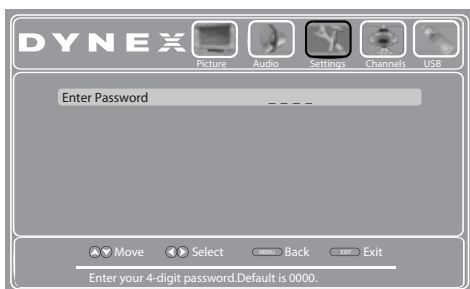 DYNEX
Picture Audio Settings Channels USB
Enter Password _ _ _ _
Move Select MENU Back EXIT Exit
Enter your 4-digit password.Default is 0000.